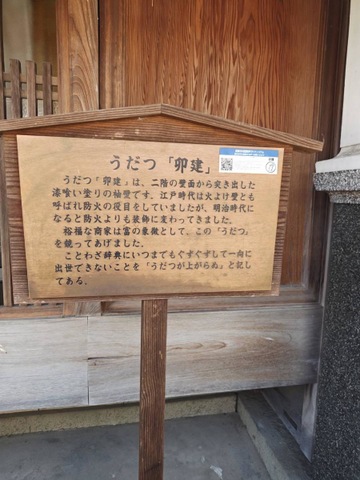 うだつ「卯建」
うだつ「卯建」は、二階の壁面から突き出した
漆喰い塗りの袖壁です。江戸時代は火よけ壁とも
呼ばれ防火の役目をしていましたが、明治時代に
なると防火よりも装飾に変わってきました。
裕福な商家は富の象徴として、この「うだつ」
を競ってあげました。
ことわざ辞典にいつまでもぐずぐずして一向に
出世できないことを「うだつが上がらぬ」と記し
てある。